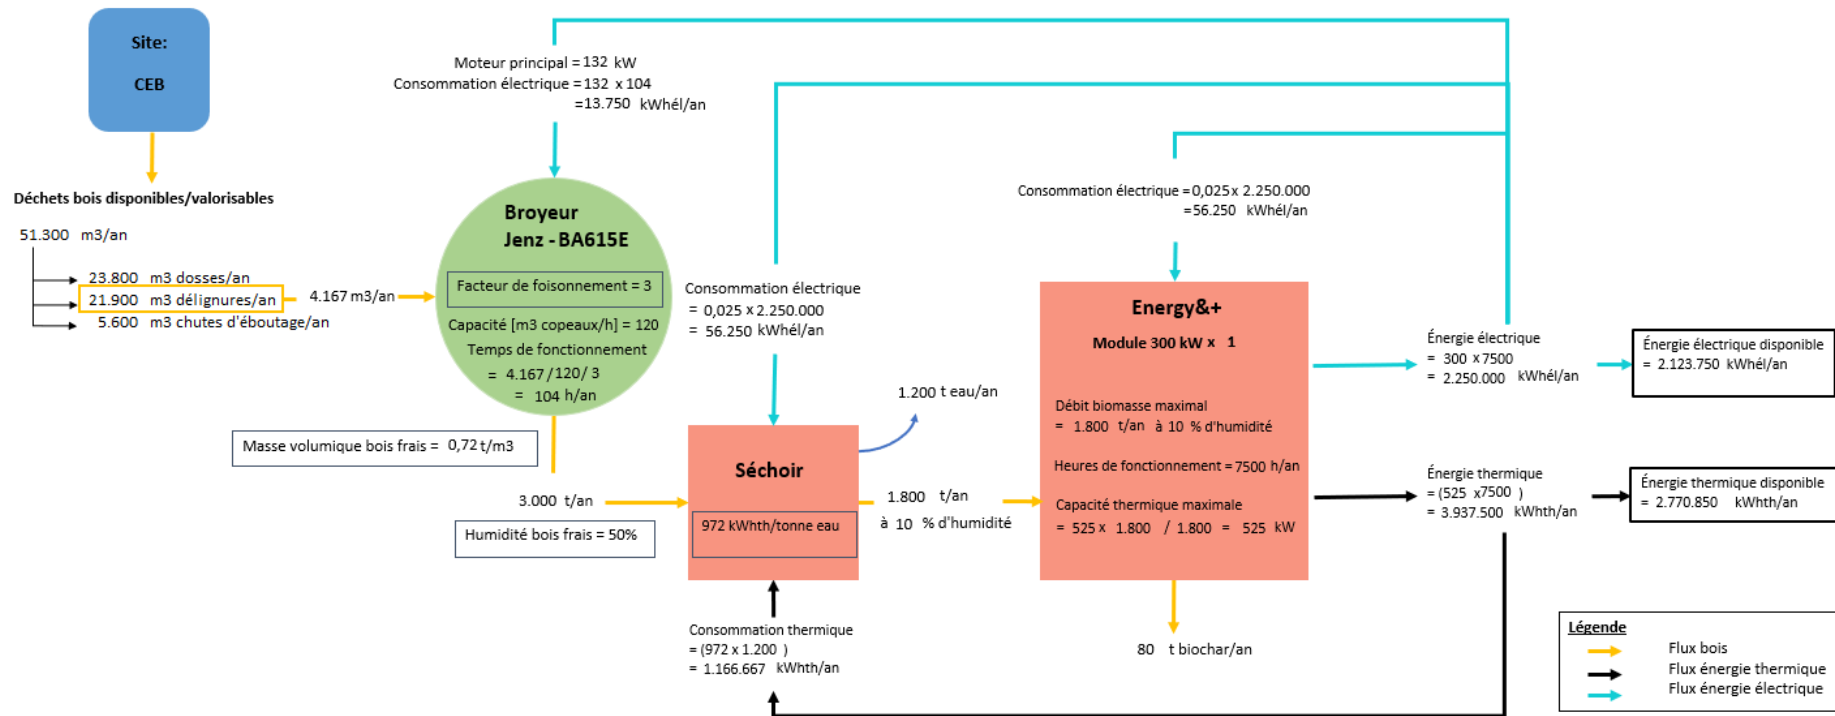 Site:
CEB
Déchets bois disponibles/valorisables
51.300 m3/an
23.800 m3 dosses/an
21.900 m3 délignures/an
5.600 m3 chutes d'éboutage/an
4.167 m3/an
Moteur principal = 132 kW
Consommation électrique = 132 x 104
=13.750 kWhél/an
Broyeur
Jenz - BA615E
Facteur de foisonnement = 3
Capacité [m3 copeaux/h] = 120
Temps de fonctionnement
= 4.167/120/3
= 104 h/an
Masse volumique bois frais = 0,72 t/m3
3.000 t/an
Humidité bois frais = 50%
Consommation électrique
= 0,025 x 2.250.000
= 56.250 kWhél/an
1.200 t eau/an
Séchoir
972 kWhth/tonne eau
1.800 t/an
à 10 % d'humidité
Consommation thermique
= (972 x 1.200 )
= 1.166.667 kWhth/an
Consommation électrique = 0,025 x 2.250.000
=56.250 kWhél/an
Energy&+
Module 300 kW x 1
Débit biomasse maximal
= 1.800 t/an à 10 % d'humidité
Heures de fonctionnement = 7500 h/an
Capacité thermique maximale
= 525 x 1.800 / 1.800 = 525 kW
80 t biochar/an
Énergie électrique
= 300 x 7500
= 2.250.000 kWhél/an
Énergie électrique disponible
= 2.123.750 kWhél/an
Énergie thermique
= (525 x7500 )
= 3.937.500 kWhth/an
Énergie thermique disponible
= 2.770.850 kWhth/an
Légende
Flux bois
Flux énergie thermique
Flux énergie électrique